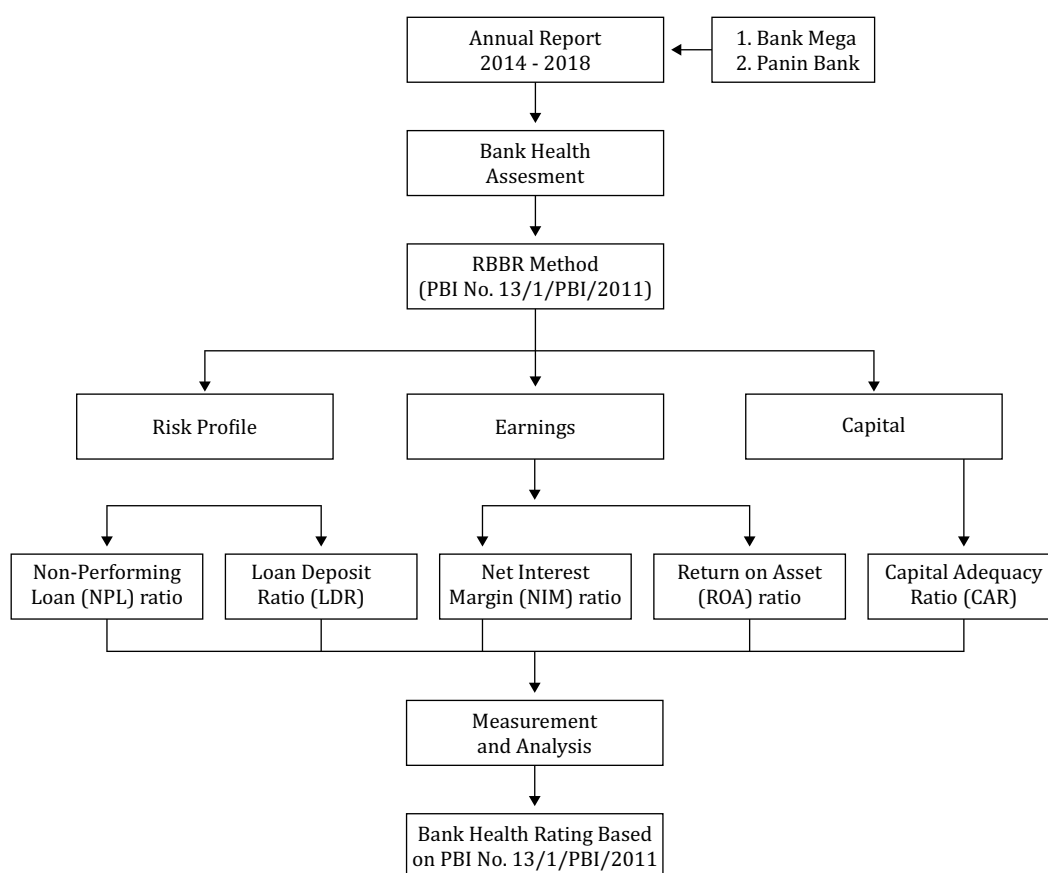 Annual Report
2014 - 2018
1. Bank Mega
2. Panin Bank
Bank Health
Assesment
RBBR Method
(PBI No. 13/1/PBI/2011)
Risk Profile
Earnings
Capital
Non-Performing
Loan (NPL) ratio
Loan Deposit
Ratio (LDR)
Net Interest
Margin (NIM) ratio
Return on Asset
(ROA) ratio
Capital Adequacy
Ratio (CAR)
Measurement
and Analysis
Bank Health Rating Based
on PBI No. 13/1/PBI/2011